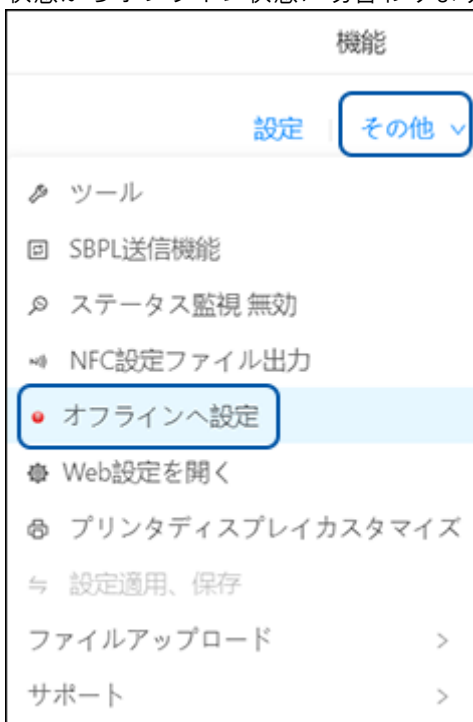 機能
設定 その他
ツール
SBPL送信機能
ステータス監視 無効
NFC設定ファイル出力
オフラインへ設定
Web設定を開く
プリンタディスプレイカスタマイズ
設定適用、保存
ファイルアップロード
サポート